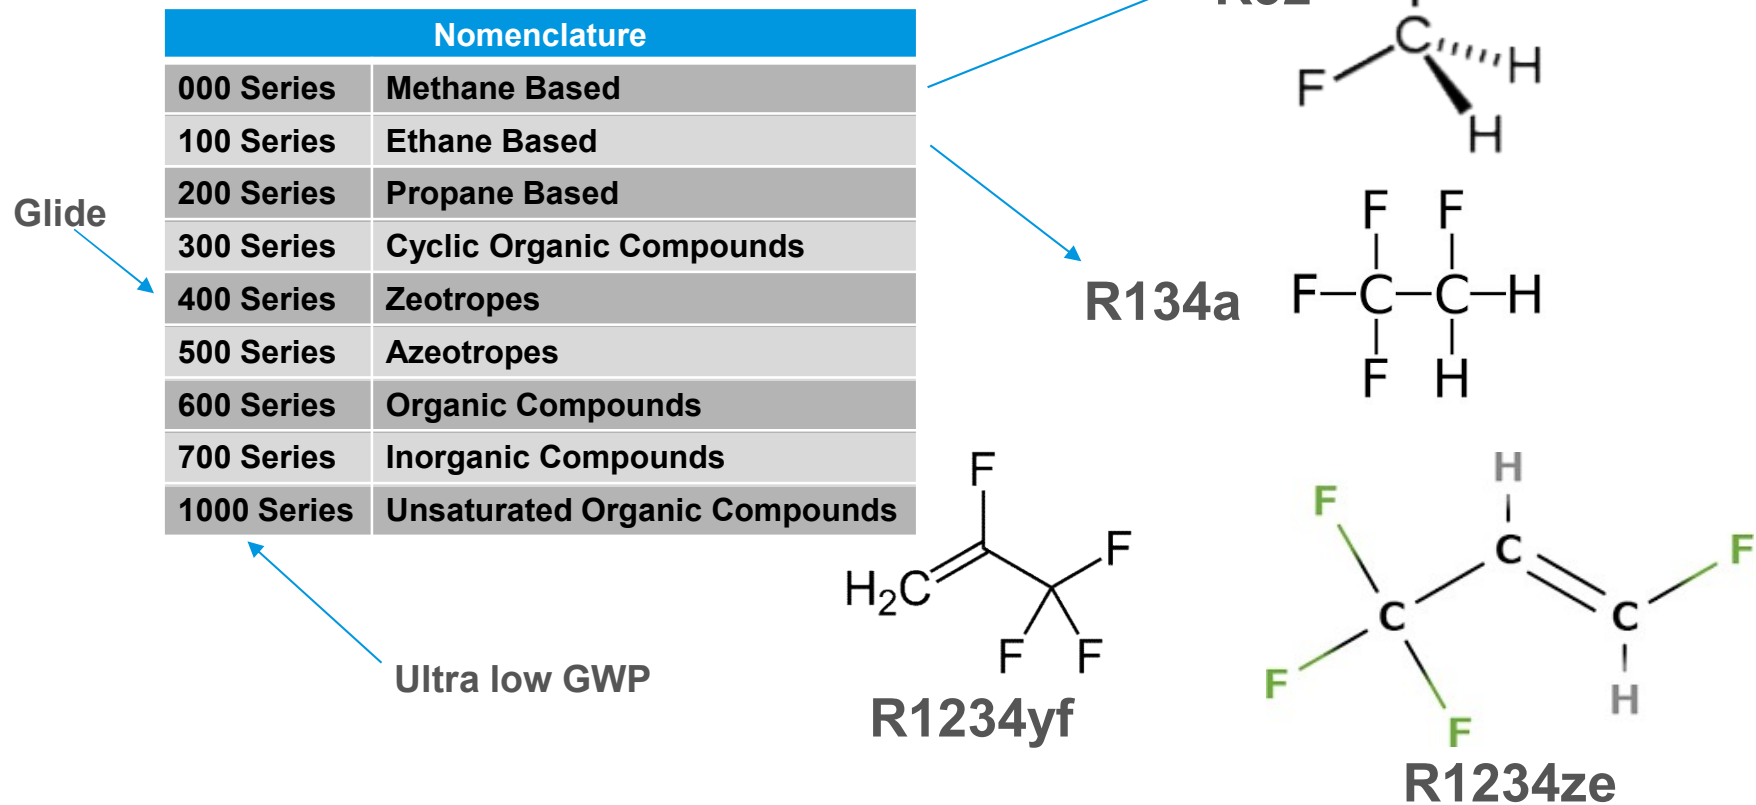 Nomenclature
000 Series Methane Based
100 Series Ethane Based
200 Series Propane Based
300 Series Cyclic Organic Compounds
400 Series Zeotropes
500 Series Azeotropes
600 Series Organic Compounds
700 Series Inorganic Compounds
1000 Series Unsaturated Organic Compounds
Glide
Ultra low GWP
C
F
H
H
R134a
F F
F C C H
F H
F
H₂C
F
F F
R1234yf
H
F
C
F
C
C
F
H
F
R1234ze